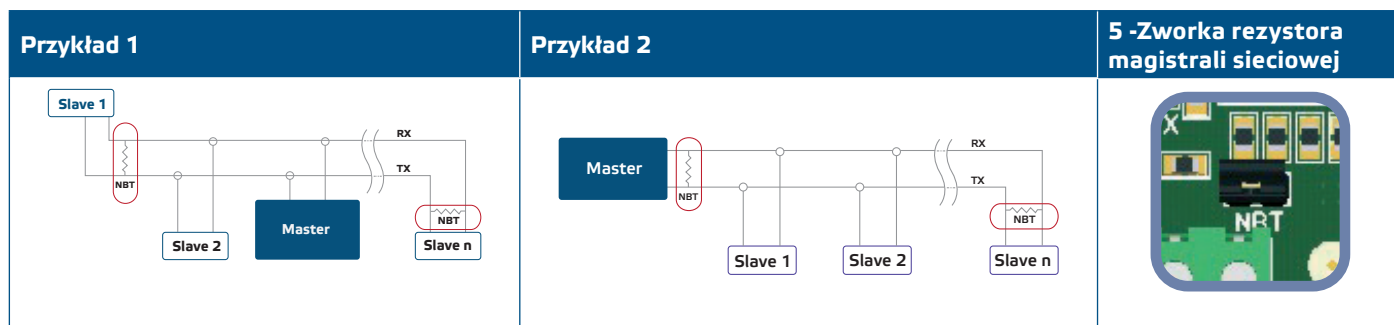 Przykład 1
Slave 1
RX
TX
NBT
Slave 2
Master
NBT
Slave n
Przykład 2
Master
RX
TX
NBT
NBT
Slave 1
Slave 2
Slave n
5 -Zworka rezystora
magistrali sieciowej
X
NBT